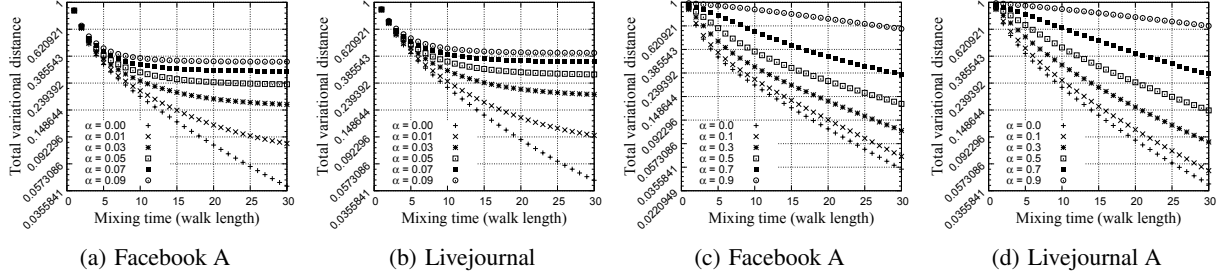 Total variational distance
1
0.620921
0.385543
0.239392
0.148644
0.092296
0.0573086
0.0355841
α = 0.00
α = 0.01
α = 0.03
α = 0.05
α = 0.07
α = 0.09
0 5 10 15 20 25 30
Mixing time (walk length)
(a) Facebook A
Total variational distance
1
0.620921
0.385543
0.239392
0.148644
0.092296
0.0573086
0.0355841
α = 0.00
α = 0.01
α = 0.03
α = 0.05
α = 0.07
α = 0.09
0 5 10 15 20 25 30
Mixing time (walk length)
(b) Livejournal
Total variational distance
1
0.620921
0.385543
0.239392
0.148644
0.092296
0.0573086
0.0355841
0.0220949
α = 0.0
α = 0.1
α = 0.3
α = 0.5
α = 0.7
α = 0.9
0 5 10 15 20 25 30
Mixing time (walk length)
(c) Facebook A
Total variational distance
1
0.620921
0.385543
0.239392
0.148644
0.092296
0.0573086
0.0355841
α = 0.0
α = 0.1
α = 0.3
α = 0.5
α = 0.7
α = 0.9
0 5 10 15 20 25 30
Mixing time (walk length)
(d) Livejournal A